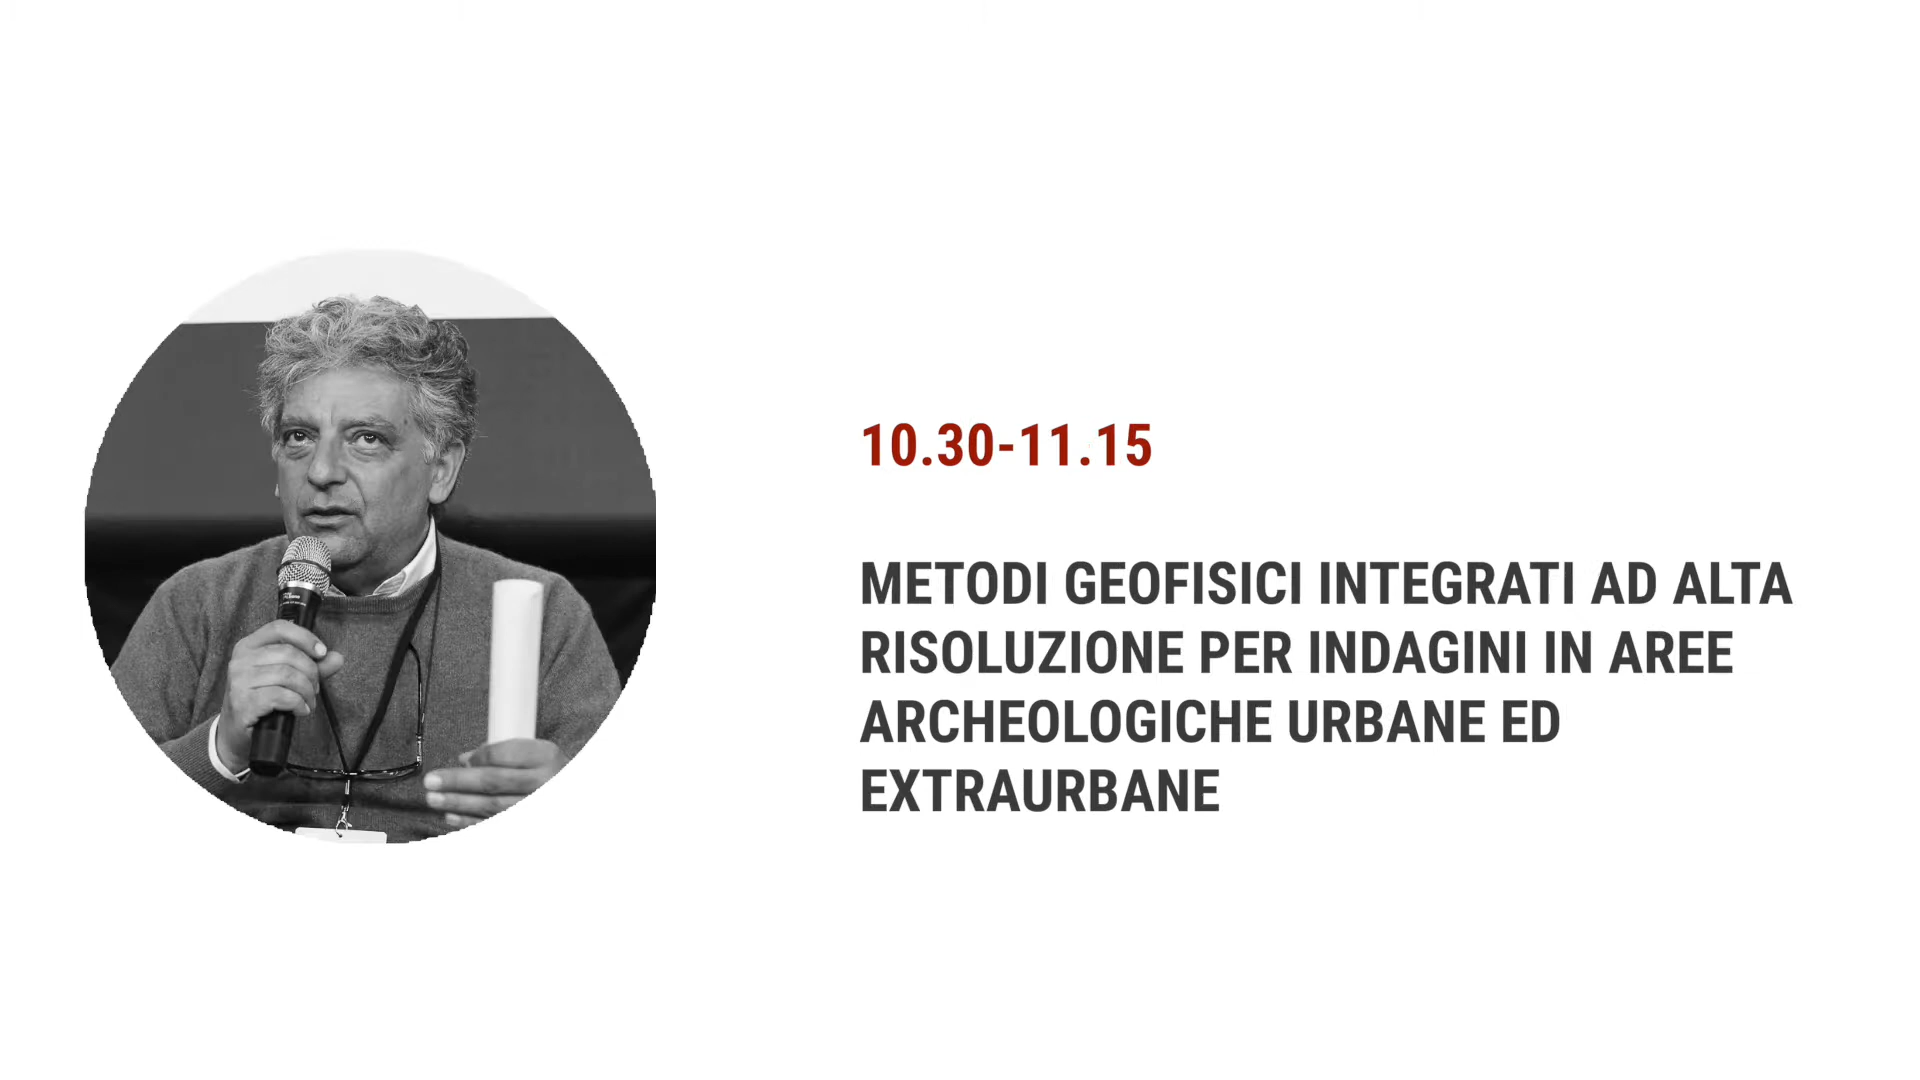 10.30-11.15
METODI GEOFISICI INTEGRATI AD ALTA
RISOLUZIONE PER INDAGINI IN AREE
ARCHEOLOGICHE URBANE ED
EXTRAURBANE